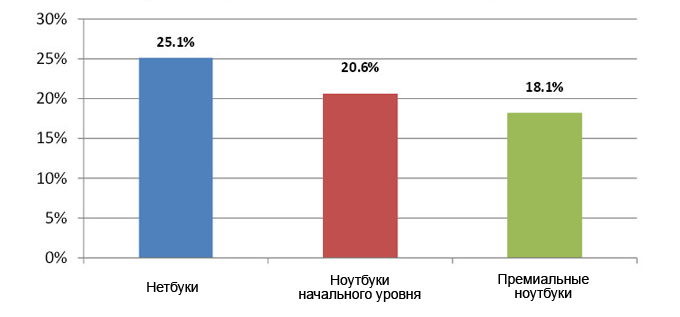 30%
25%
20%
15%
10%
5%
0%
25.1%
20.6%
18.1%
Нетбуки
Ноутбуки
начального уровня
Премиальные
ноутбуки